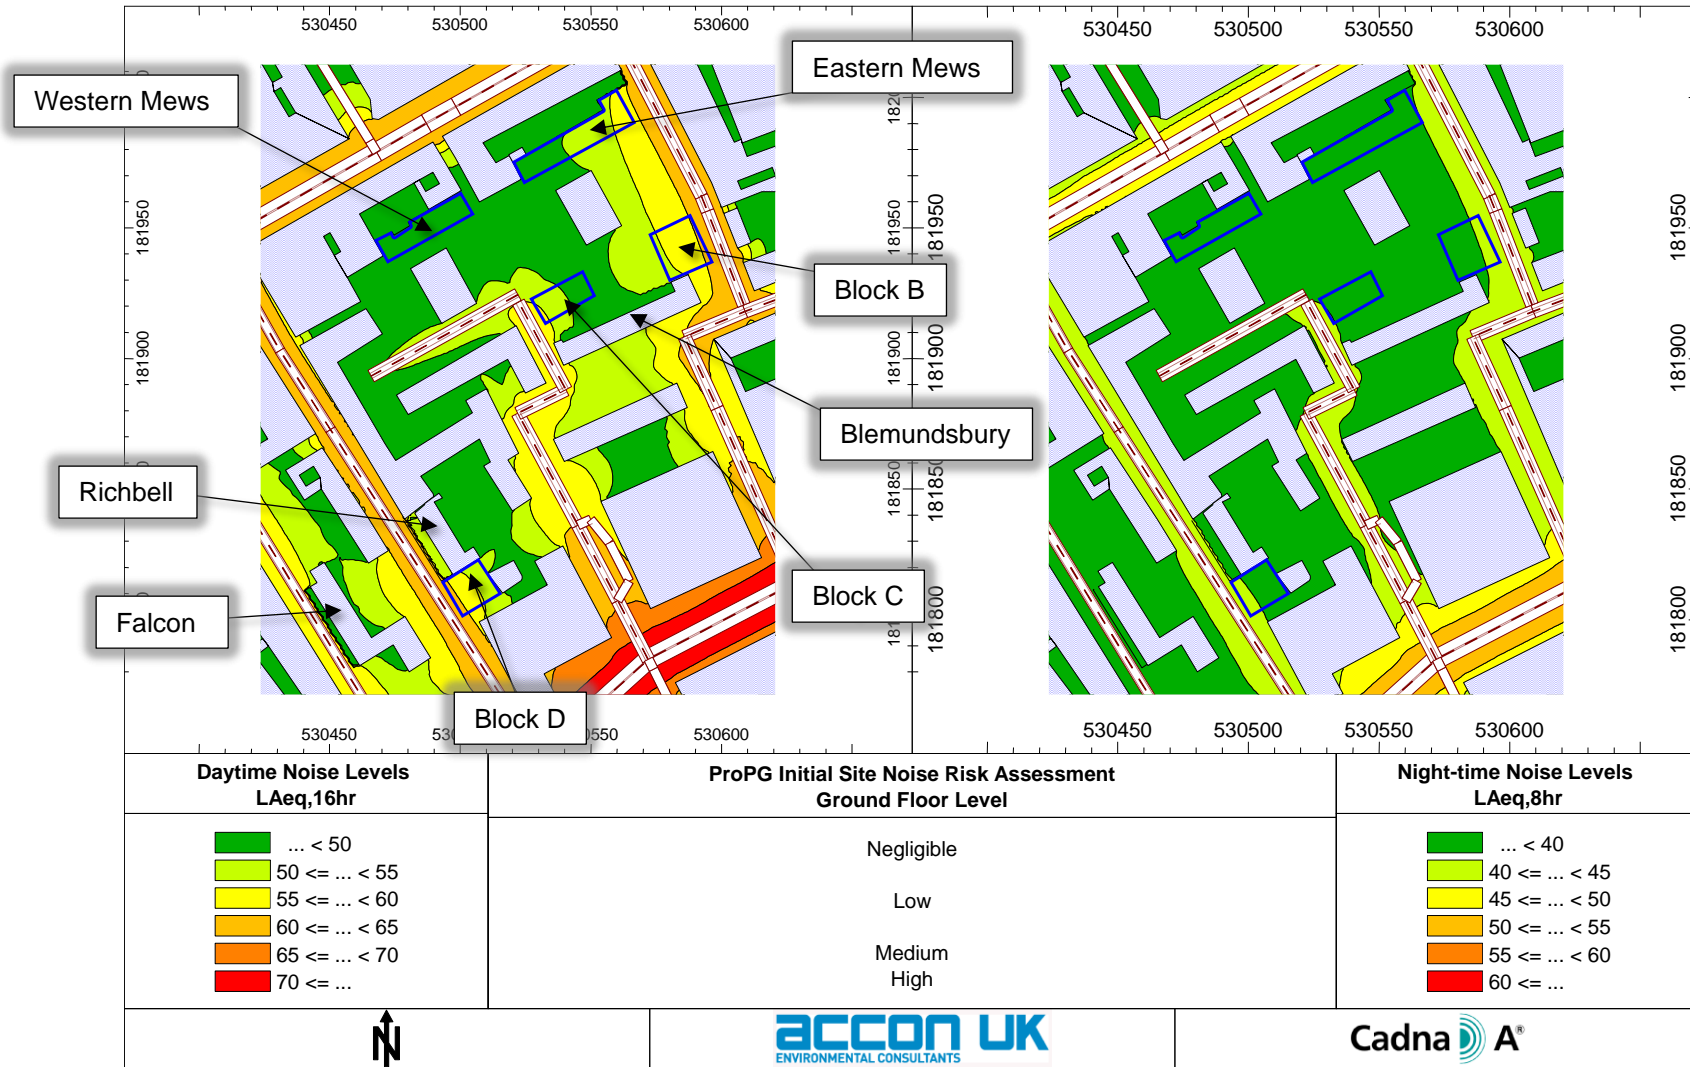 530450 530500 530550 530600
530450 530500 530550 530600
Western Mews
Eastern Mews
Block B
Blemundsbury
Richbell
Block C
Falcon
Block D
181950
181900
181950
181900
181850
181950
181900
181850
181800
181950
181900
181850
181800
530450 530600
530450 530500 530550 530600
Daytime Noise Levels
LAeq,16hr
... < 50
50 <= ... < 55
55 <= ... < 60
60 <= ... < 65
65 <= ... < 70
70 <= ...
ProPG Initial Site Noise Risk Assessment
Ground Floor Level
Negligible
Low
Medium
High
Night-time Noise Levels
LAeq,8hr
... < 40
40 <= ... < 45
45 <= ... < 50
50 <= ... < 55
55 <= ... < 60
60 <= ...
N
accon UK
ENVIRONMENTAL CONSULTANTS
Cadna A®